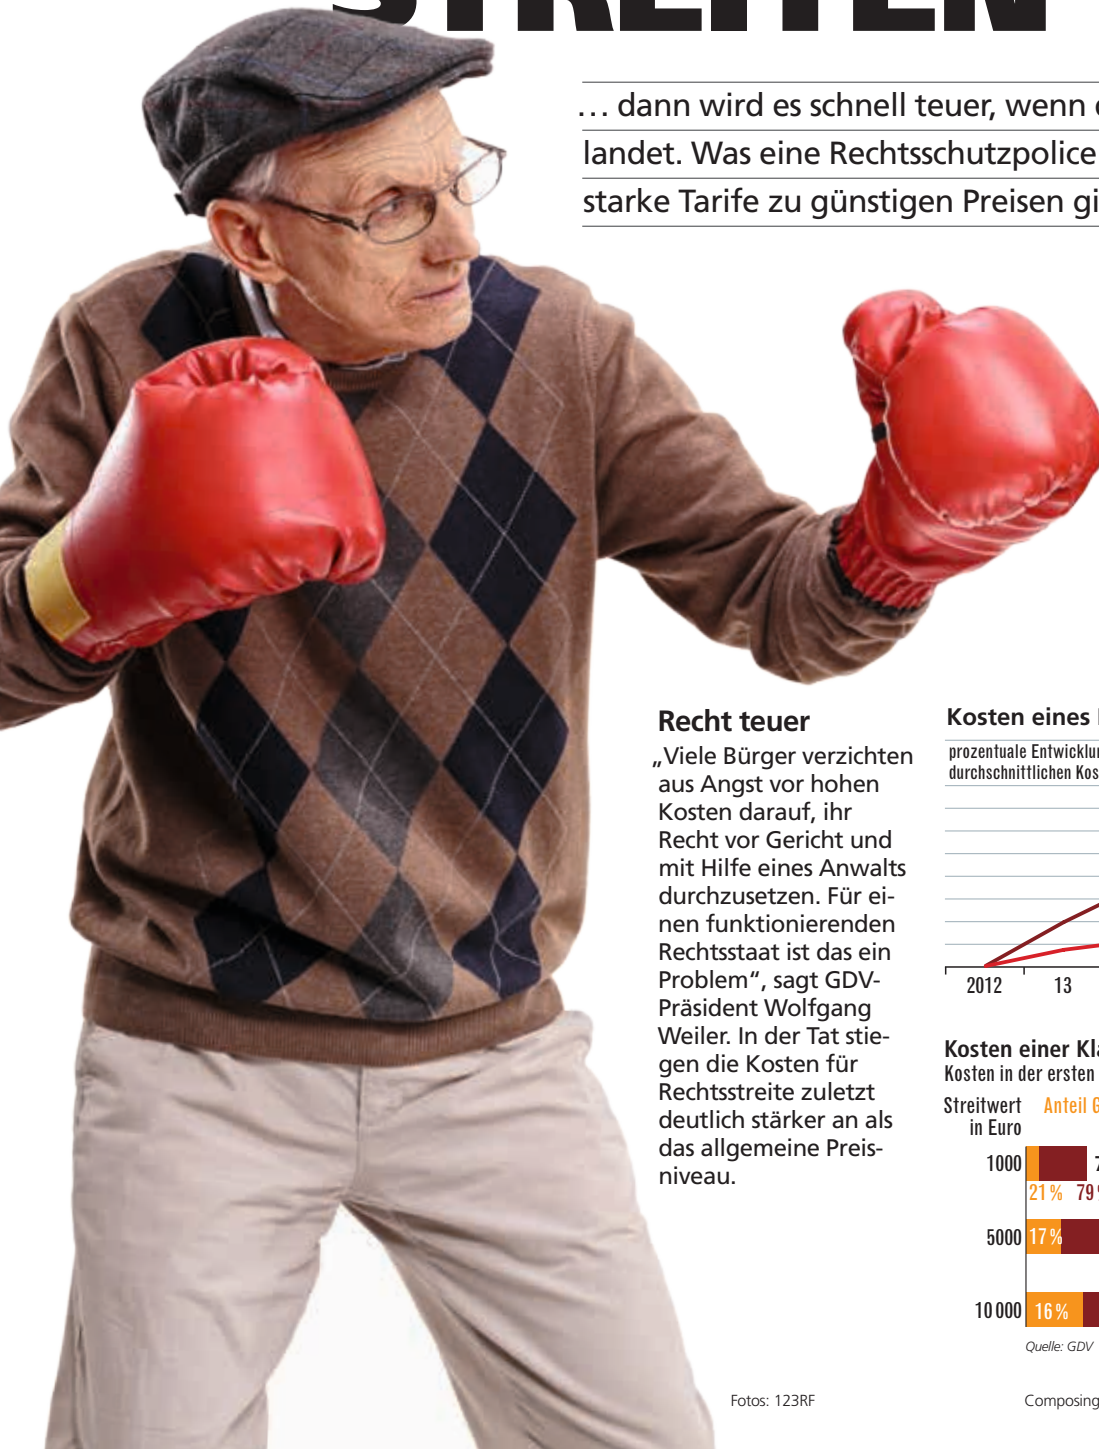 STREITEN
… dann wird es schnell teuer, wenn
landet. Was eine Rechtsschutzpolice
starke Tarife zu günstigen Preisen
Recht teuer
„Viele Bürger verzichten
aus Angst vor hohen
Kosten darauf, ihr
Recht vor Gericht und
mit Hilfe eines Anwalts
durchzusetzen. Für ei-
nen funktionierenden
Rechtsstaat ist das ein
Problem“, sagt GDV-
Präsident Wolfgang
Weiler. In der Tat stie-
gen die Kosten für
Rechtsstreite zuletzt
deutlich stärker an als
das allgemeine Preis-
niveau.
Kosten eines
prozentuale
durchschnittlichen
2012 13
Kosten einer
Kosten in der ersten
Streitwert Anteil
in Euro
1000
21 % 79
5000 17 %
10 000 16 %
Quelle: GDV
Fotos: 123RF Composing